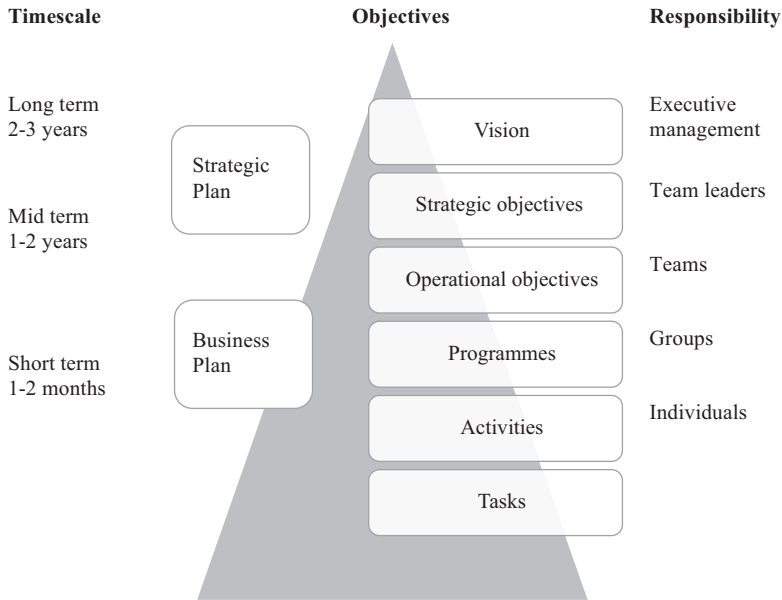 Timescale
Objectives
Responsibility
Long term
2-3 years
Mid term
1-2 years
Short term
1-2 months
Strategic
Plan
Business
Plan
Vision
Strategic objectives
Operational objectives
Programmes
Activities
Tasks
Executive
management
Team leaders
Teams
Groups
Individuals